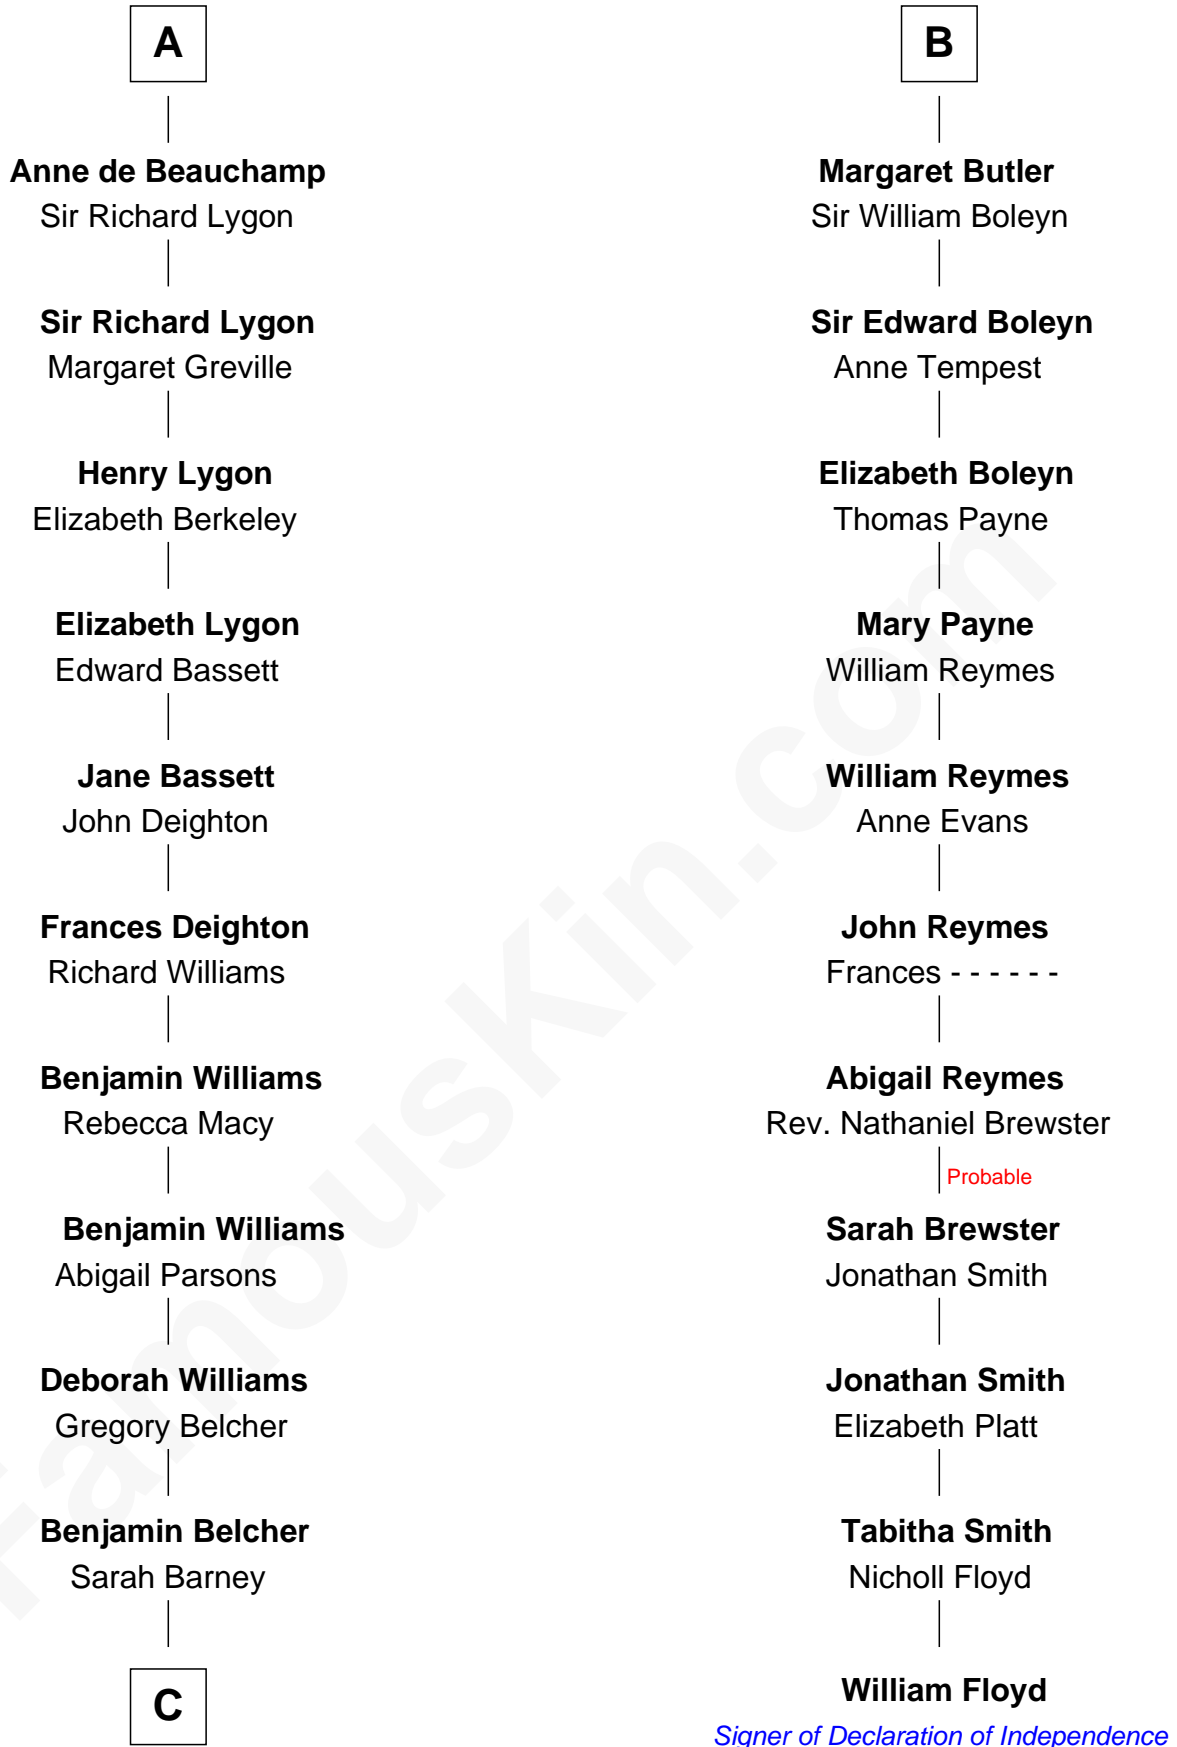 A
Anne de Beauchamp
Sir Richard Lygon
Sir Richard Lygon
Margaret Greville
Henry Lygon
Elizabeth Berkeley
Elizabeth Lygon
Edward Bassett
Jane Bassett
John Deighton
Frances Deighton
Richard Williams
Benjamin Williams
Rebecca Macy
Benjamin Williams
Abigail Parsons
Deborah Williams
Gregory Belcher
Benjamin Belcher
Sarah Barney
C
B
Margaret Butler
Sir William Boleyn
Sir Edward Boleyn
Anne Tempest
Elizabeth Boleyn
Thomas Payne
Mary Payne
William Reymes
William Reymes
Anne Evans
John Reymes
Frances - - - - - -
Abigail Reymes
Rev. Nathaniel Brewster
Probable
Sarah Brewster
Jonathan Smith
Jonathan Smith
Elizabeth Platt
Tabitha Smith
Nicholl Floyd
William Floyd
Signer of Declaration of Independence
FamousKin.com